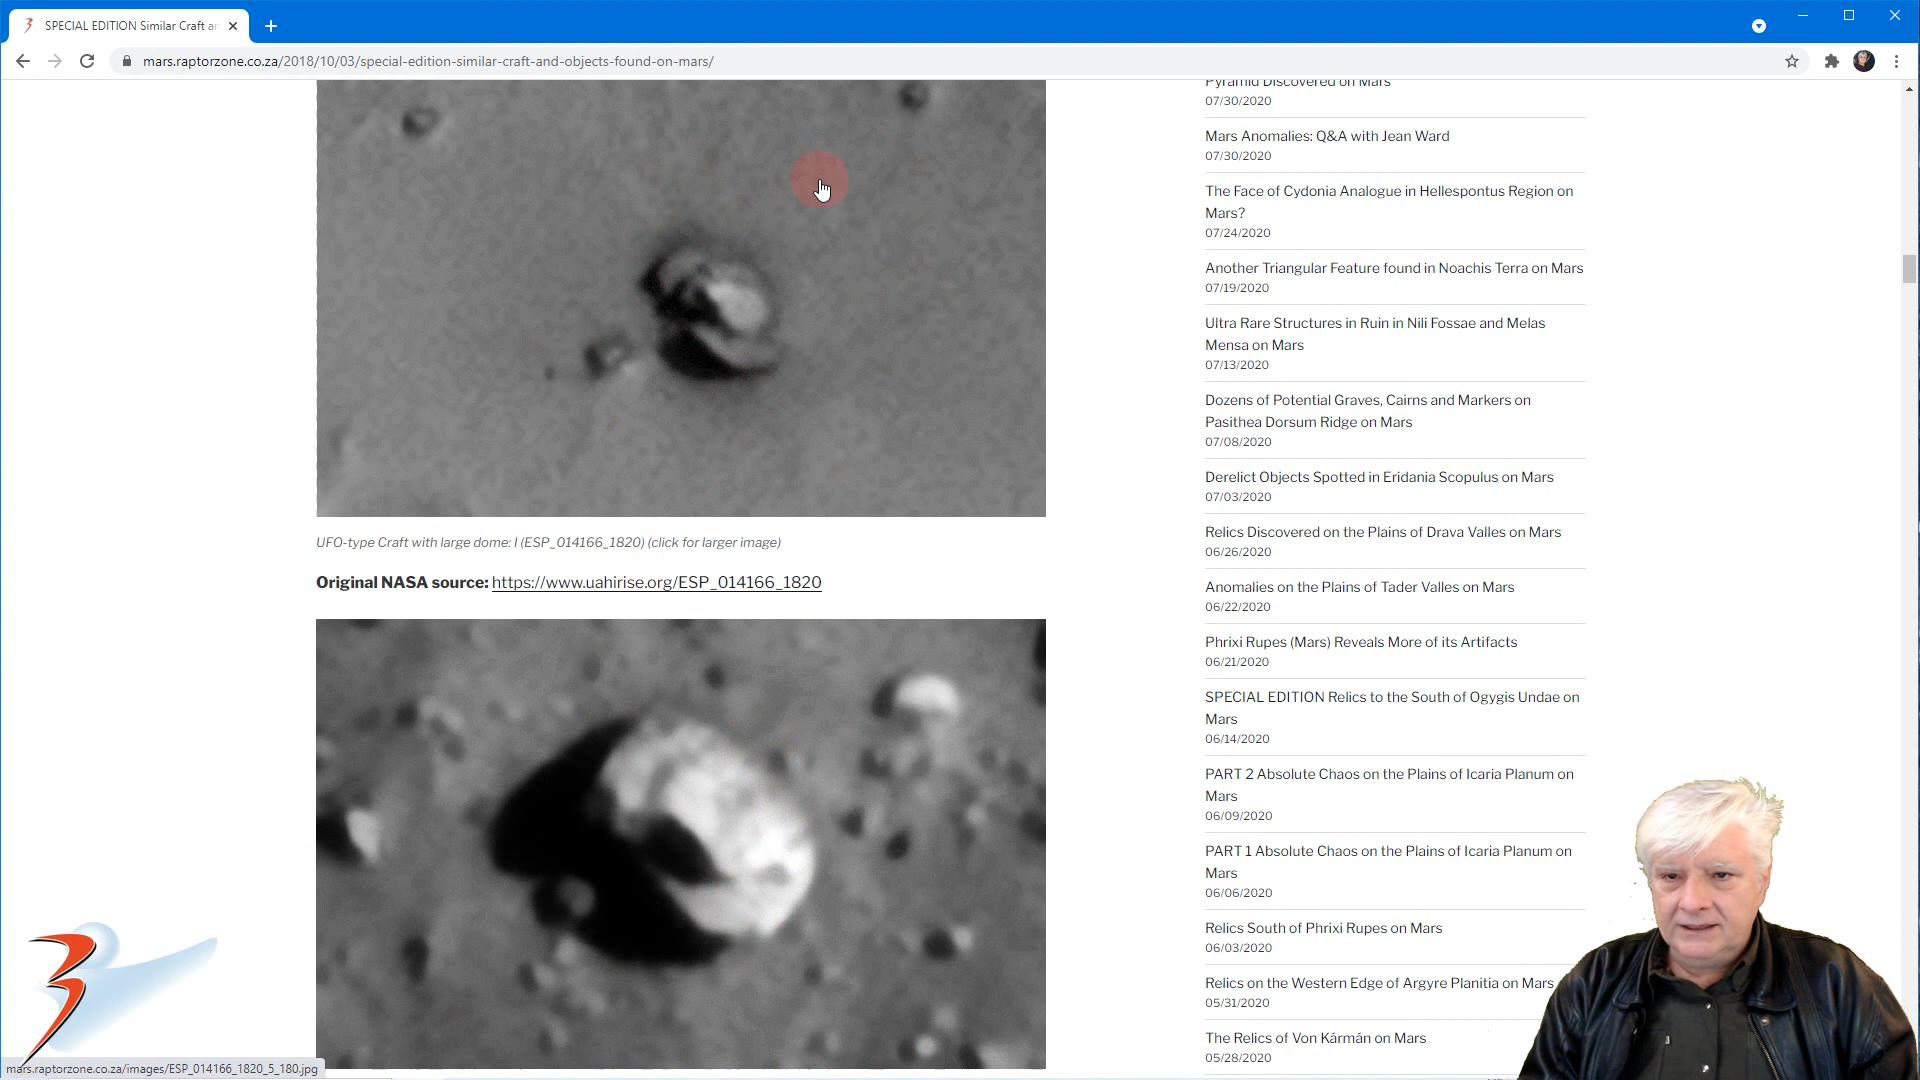 SPECIAL EDITION Similar Craft an
mars.raptorzone.co.za/2018/10/03/special-edition-similar-craft-and-objects-found-on-mars/
UFO-type Craft with large dome: I (ESP_014166_1820) (click for larger image)
Original NASA source: https://www.uahirise.org/ESP_014166_1820
Pyramid Discovered on Mars
07/30/2020
Mars Anomalies: Q&A with Jean Ward
07/30/2020
The Face of Cydonia Analogue in Hellespontus Region on
Mars?
07/24/2020
Another Triangular Feature found in Noachis Terra on Mars
07/19/2020
Ultra Rare Structures in Ruin in Nili Fossae and Melas
Mensa on Mars
07/13/2020
Dozens of Potential Graves, Cairns and Markers on
Pasithea Dorsum Ridge on Mars
07/08/2020
Derelict Objects Spotted in Eridania Scopulus on Mars
07/03/2020
Relics Discovered on the Plains of Drava Valles on Mars
06/26/2020
Anomalies on the Plains of Tader Valles on Mars
06/22/2020
Phrixi Rupes (Mars) Reveals More of its Artifacts
06/21/2020
SPECIAL EDITION Relics to the South of Ogygis Undae on
Mars
06/14/2020
PART 2 Absolute Chaos on the Plains of Icaria Planum on
Mars
06/09/2020
PART 1 Absolute Chaos on the Plains of Icaria Planum on
Mars
06/06/2020
Relics South of Phrixi Rupes on Mars
06/03/2020
Relics on the Western Edge of Argyre Planitia on Mars
05/31/2020
The Relics of Von Kármán on Mars
05/28/2020
mars.raptorzone.co.za/images/ESP_014166_1820_5_180.jpg